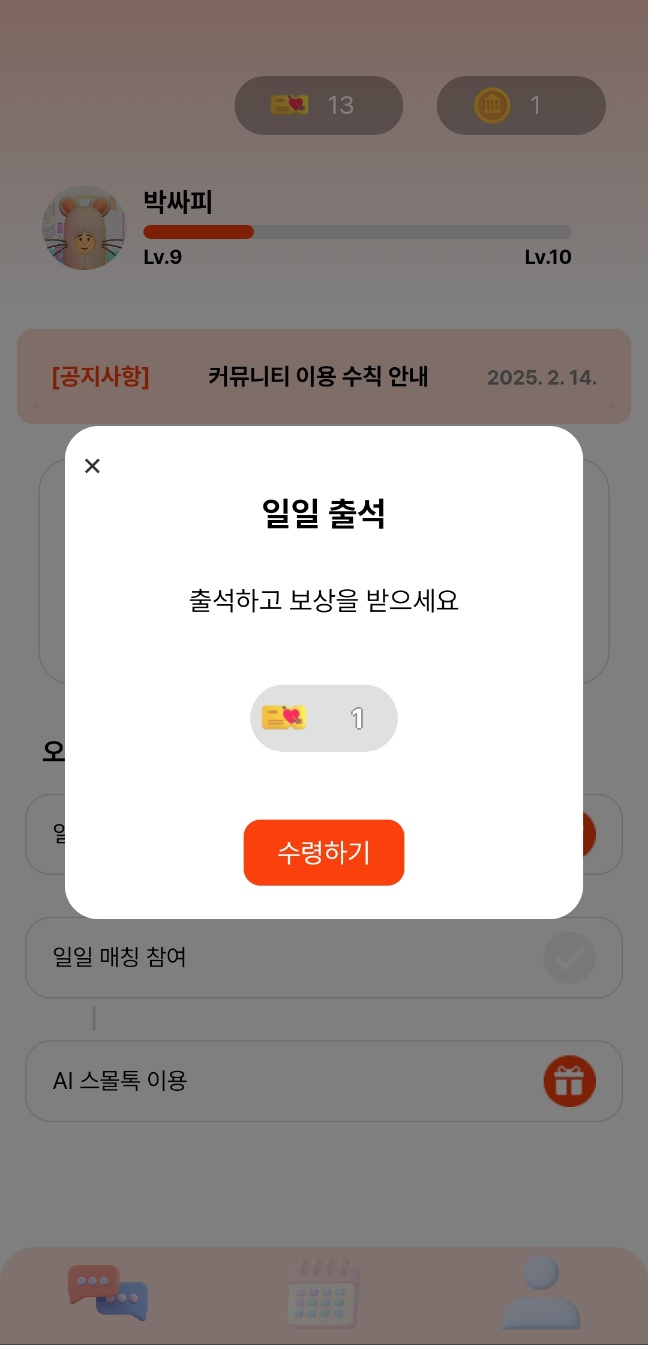 13
1
박싸피
Lv.9
Lv.10
[공지사항] 커뮤니티 이용 수칙 안내 2025. 2. 14.
×
일일 출석
출석하고 보상을 받으세요
1
수령하기
일일 매칭 참여
AI 스몰톡 이용